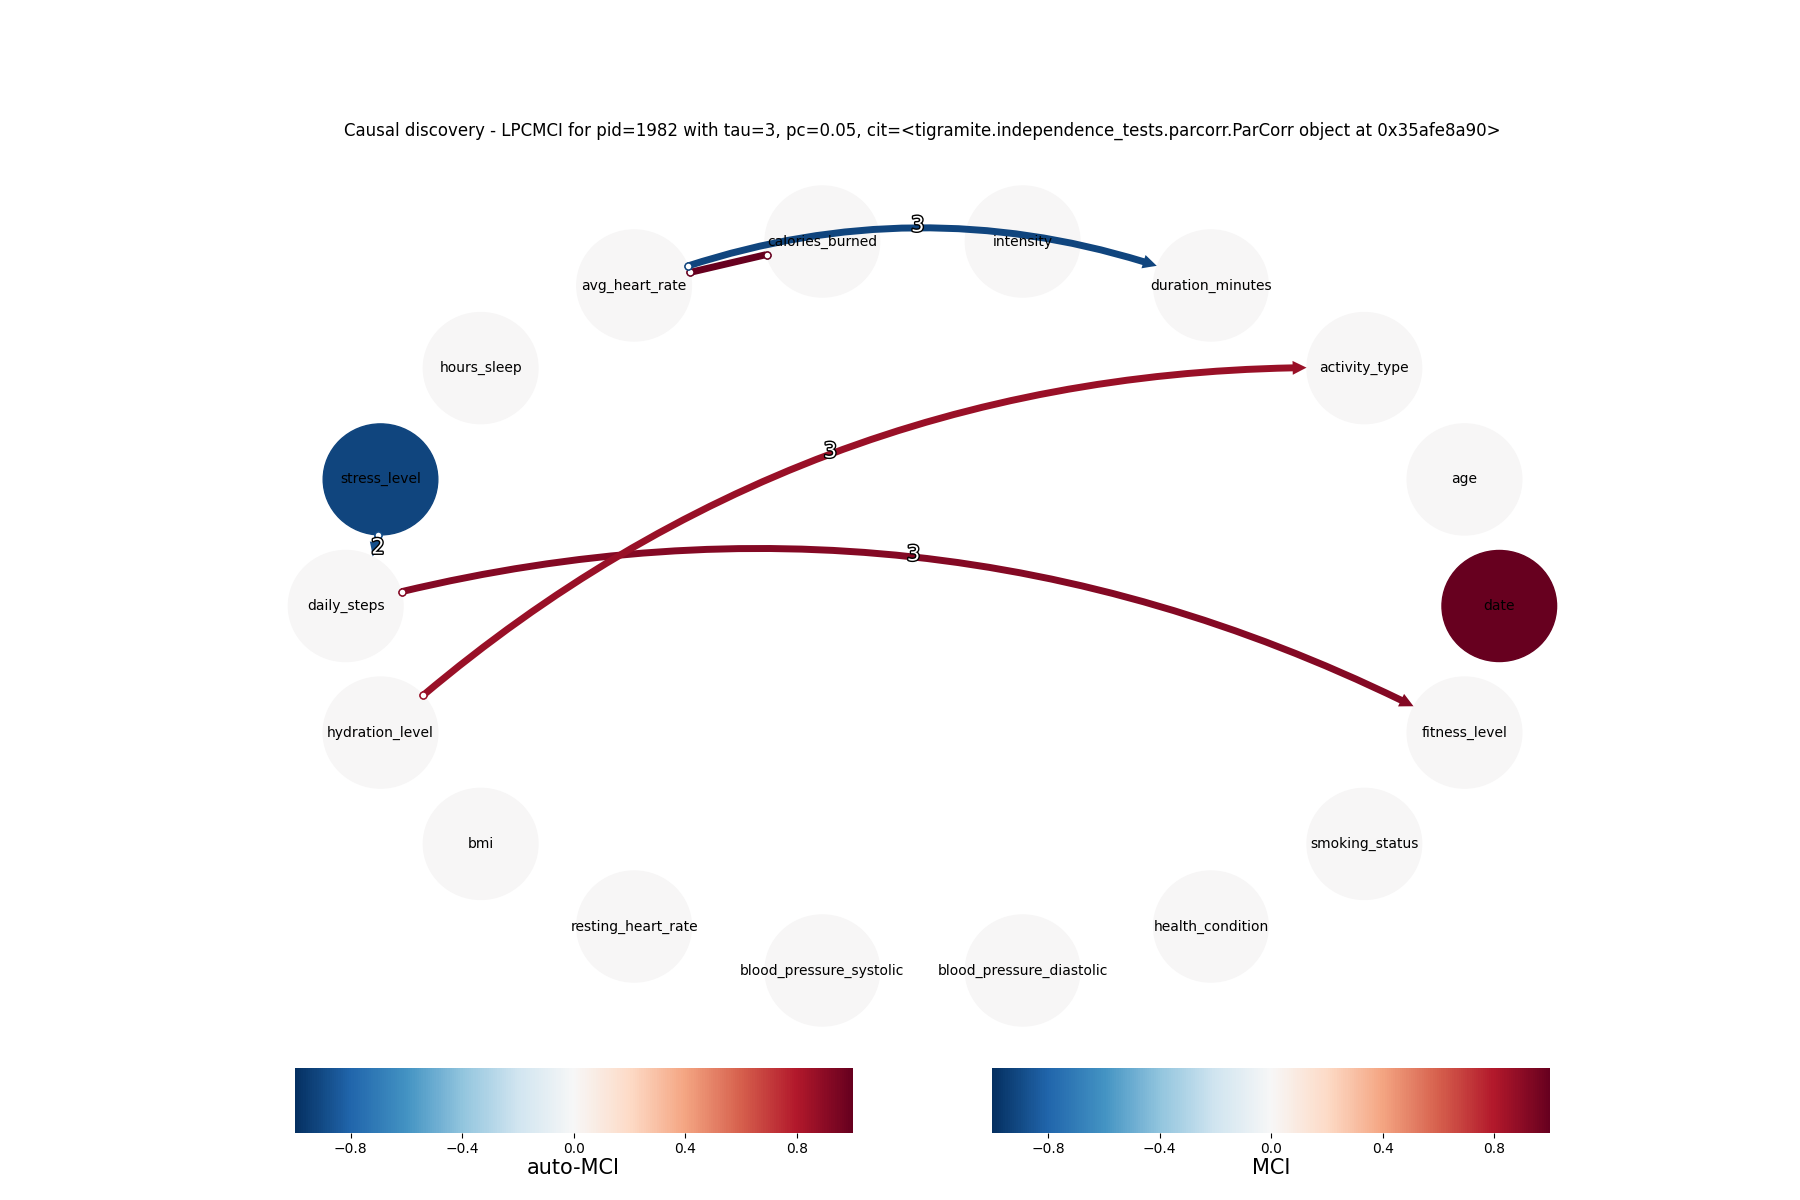 Causal discovery - LPCMCI for pid=1982 with tau=3, pc=0.05, cit=<tigramite.independence_tests.parcorr.ParCorr object at 0x35afe8a90>
3
calories_burned
intensity
avg_heart_rate
duration_minutes
hours_sleep
activity_type
3
stress_level
age
2
3
daily_steps
date
hydration_level
fitness_level
bmi
smoking_status
resting_heart_rate
health_condition
blood_pressure_systolic
blood_pressure_diastolic
−0.8 −0.4 0.0 0.4 0.8
auto-MCI
−0.8 −0.4 0.0 0.4 0.8
MCI